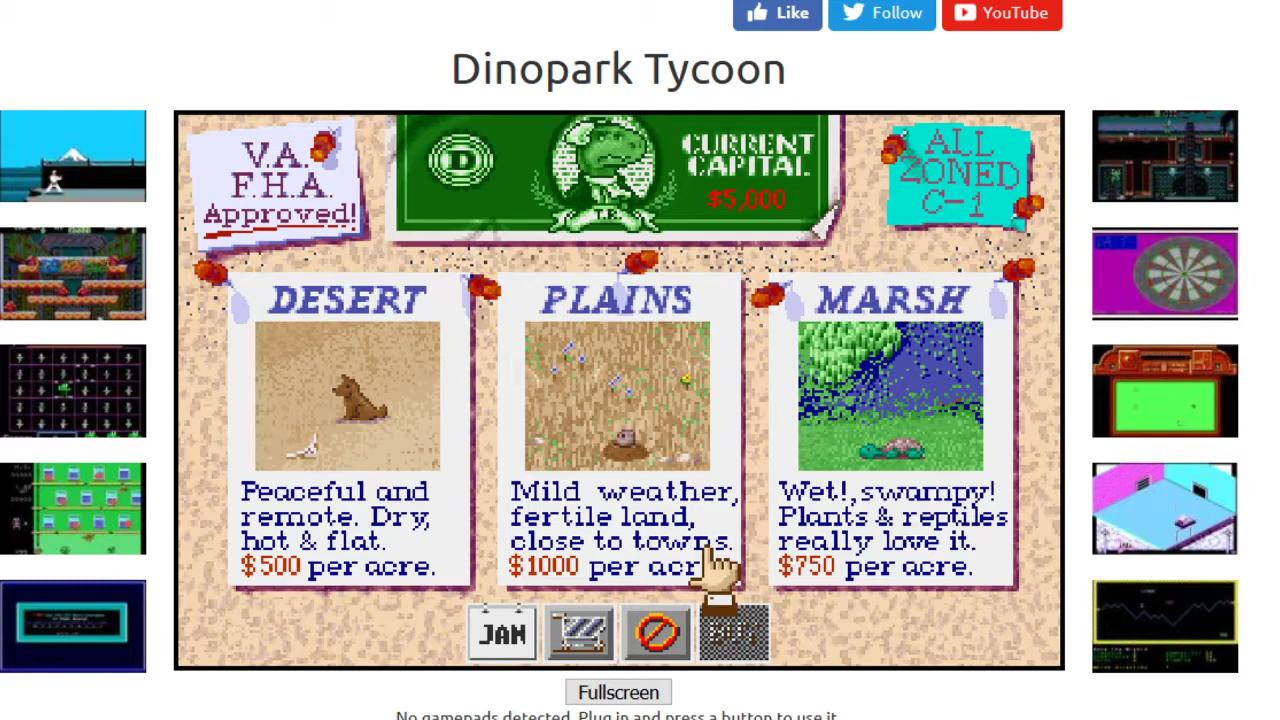 Like
Follow
YouTube
Dinopark Tycoon
V.A.
F.H.A.
Approved!
D
CURRENT
CAPITAL
$5,000
ALL
ZONED
C-1
DESERT
Peaceful and
remote. Dry,
hot & flat.
$500 per acre.
PLAINS
Mild weather,
fertile land,
close to towns.
$1000 per acr
MARSH
Wet!, swampy!
Plants & reptiles
really love it.
$750 per acre.
JAN
Fullscreen
No gamepads detected. Plug in and press a button to use it